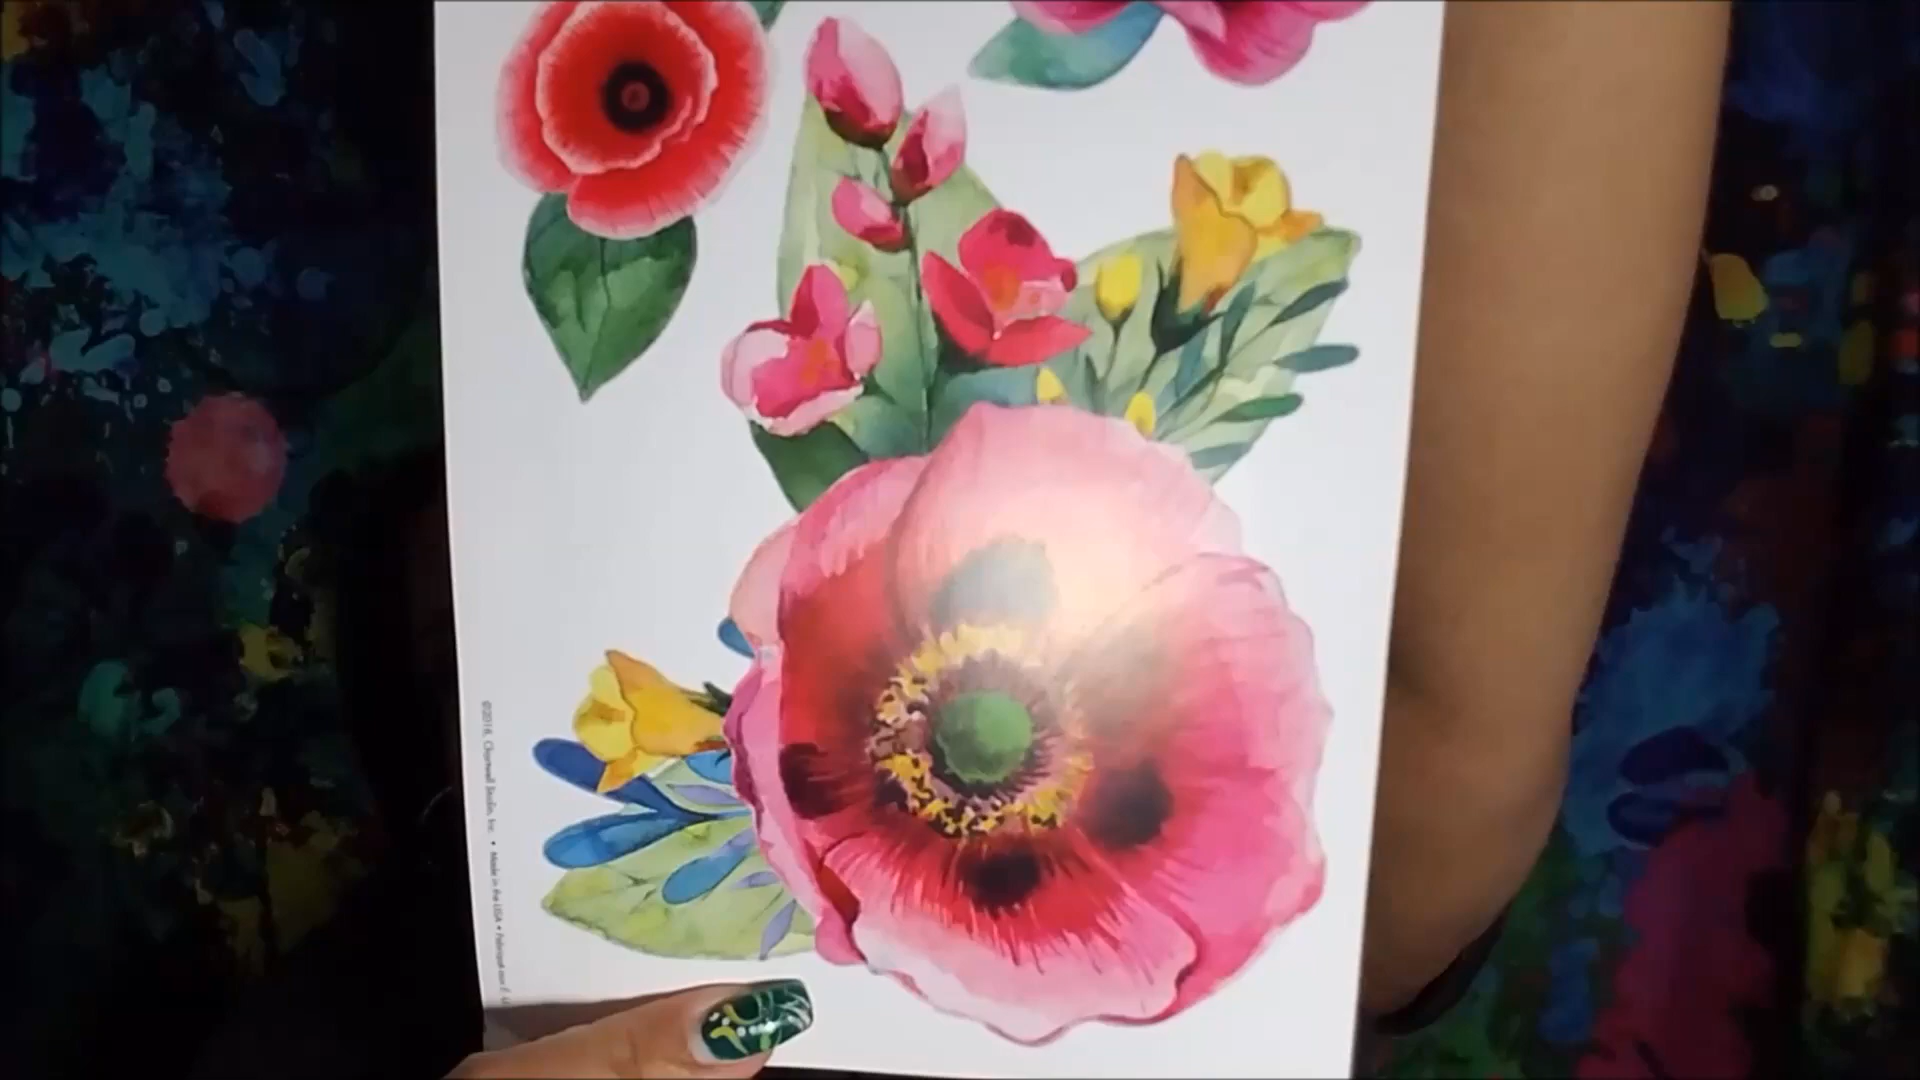 ©2018, Chartwell Studio, Inc. • Made in the USA •